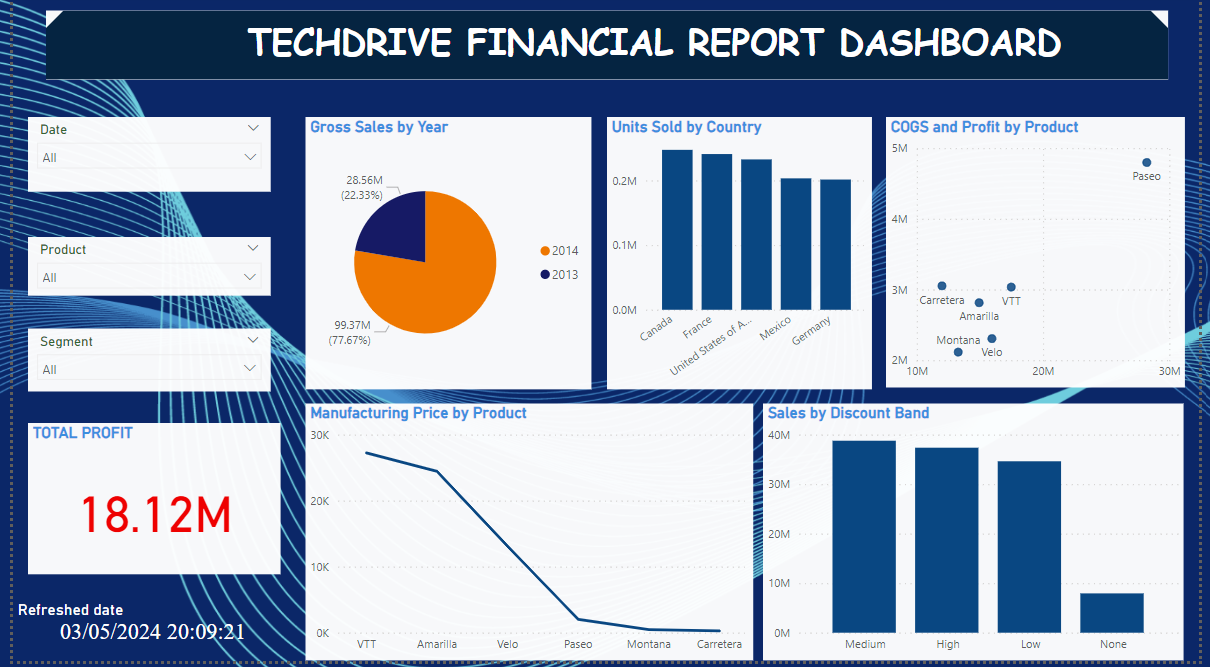 TECHDRIVE FINANCIAL REPORT DASHBOARD
Date
All
Product
All
Segment
All
TOTAL PROFIT
18.12M
Refreshed date
03/05/2024 20:09:21
Gross Sales by Year
28.56M
(22.33%)
99.37M
(77.67%)
2014
2013
Units Sold by Country
0.2M
0.1M
0.0M
Canada
France
United States of A...
Mexico
Germany
COGS and Profit by Product
5M
4M
3M
2M
Paseo
Carretera
VTT
Amarilla
Montana
Velo
10M 20M 30M
Manufacturing Price by Product
30K
20K
10K
0K
VTT Amarilla Velo Paseo Montana Carretera
Sales by Discount Band
40M
30M
20M
10M
0M
Medium High Low None